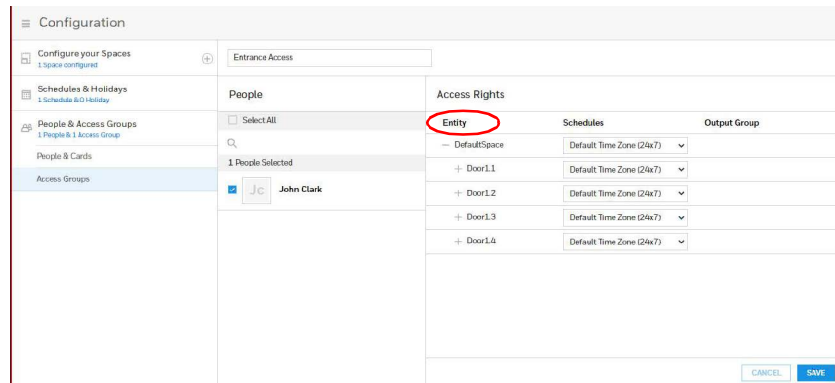 Configuration
Configure your Spaces
1 Space configured
Schedules & Holidays
1 Schedule & 0 Holiday
People & Access Groups
1 People & 1 Access Group
People & Cards
Access Groups
Entrance Access
People
Select All
1 People Selected
Jc John Clark
Access Rights
Entity Schedules Output Group
DefaultSpace Default Time Zone (24x7)
Door1.1 Default Time Zone (24x7)
Door1.2 Default Time Zone (24x7)
Door1.3 Default Time Zone (24x7)
Door1.4 Default Time Zone (24x7)
CANCEL SAVE